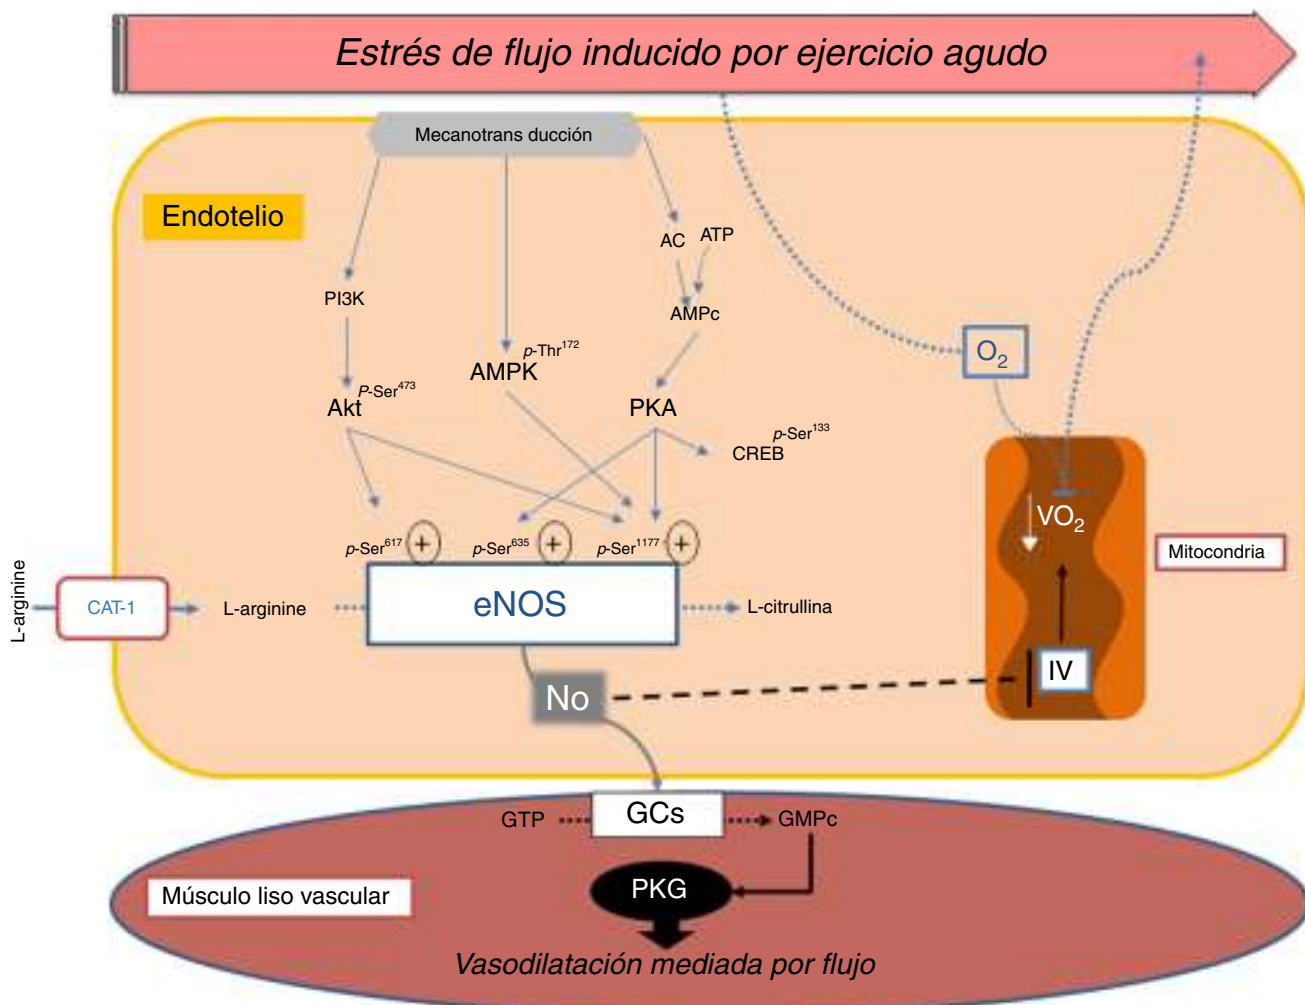 Estrés de flujo inducido por ejercicio agudo
Mecanotrans ducción
Endotelio
AC ATP
PI3K
AMPc
p-Thr172
AMPK
O2
P-Ser473
Akt
PKA
p-Ser133
CREB
VO2
p-Ser617 +
p-Ser635 +
p-Ser1177 +
Mitocondria
L-arginine
CAT-1
L-arginine
eNOS
L-citrullina
IV
No
GTP
GCs
GMPc
PKG
Músculo liso vascular
Vasodilatación mediada por flujo